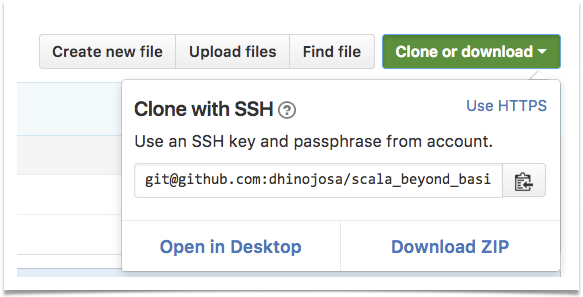 Create new file Upload files Find file Clone or download
Clone with SSH ? Use HTTPS
Use an SSH key and passphrase from account.
git@github.com:dhinojosa/scala_beyond_basi
Open in Desktop Download ZIP